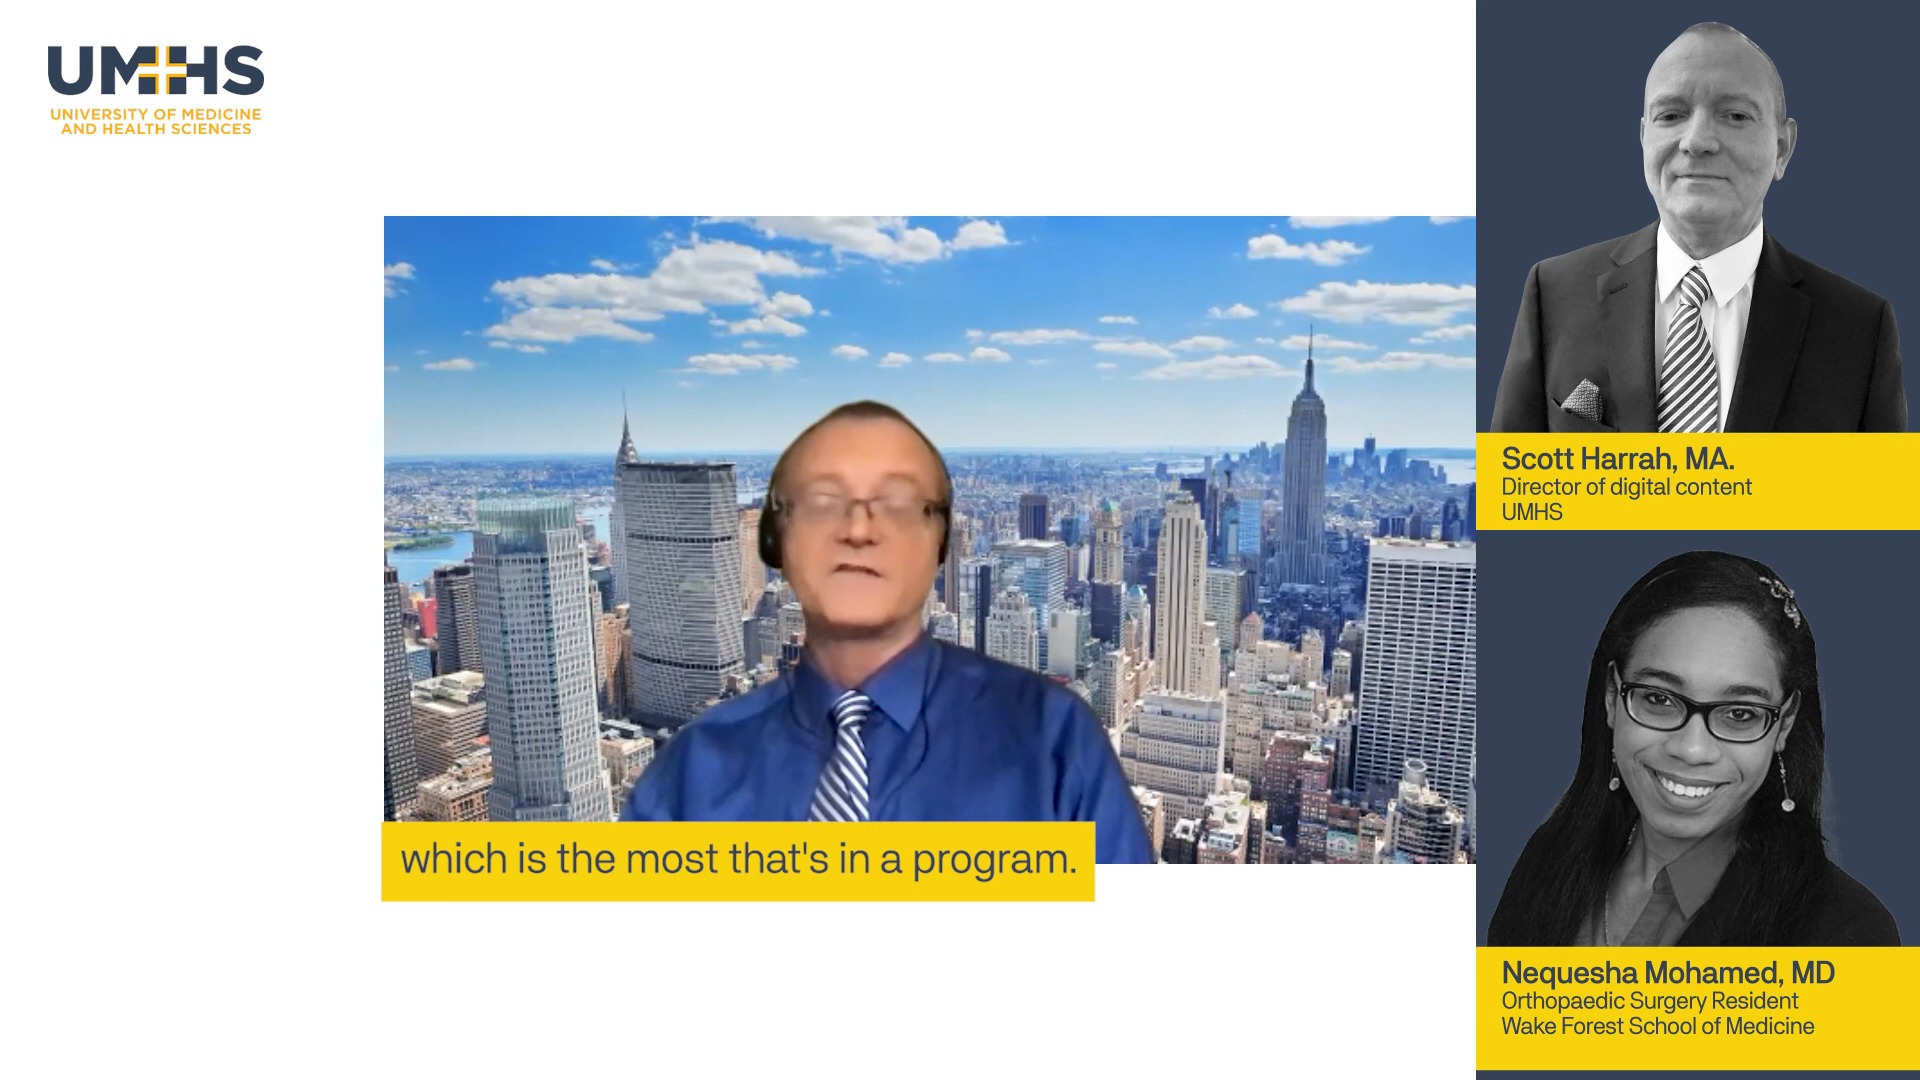 UMHS
UNIVERSITY OF MEDICINE
AND HEALTH SCIENCES
which is the most that's in a program.
Scott Harrah, MA.
Director of digital content
UMHS
Nequesha Mohamed, MD
Orthopaedic Surgery Resident
Wake Forest School of Medicine